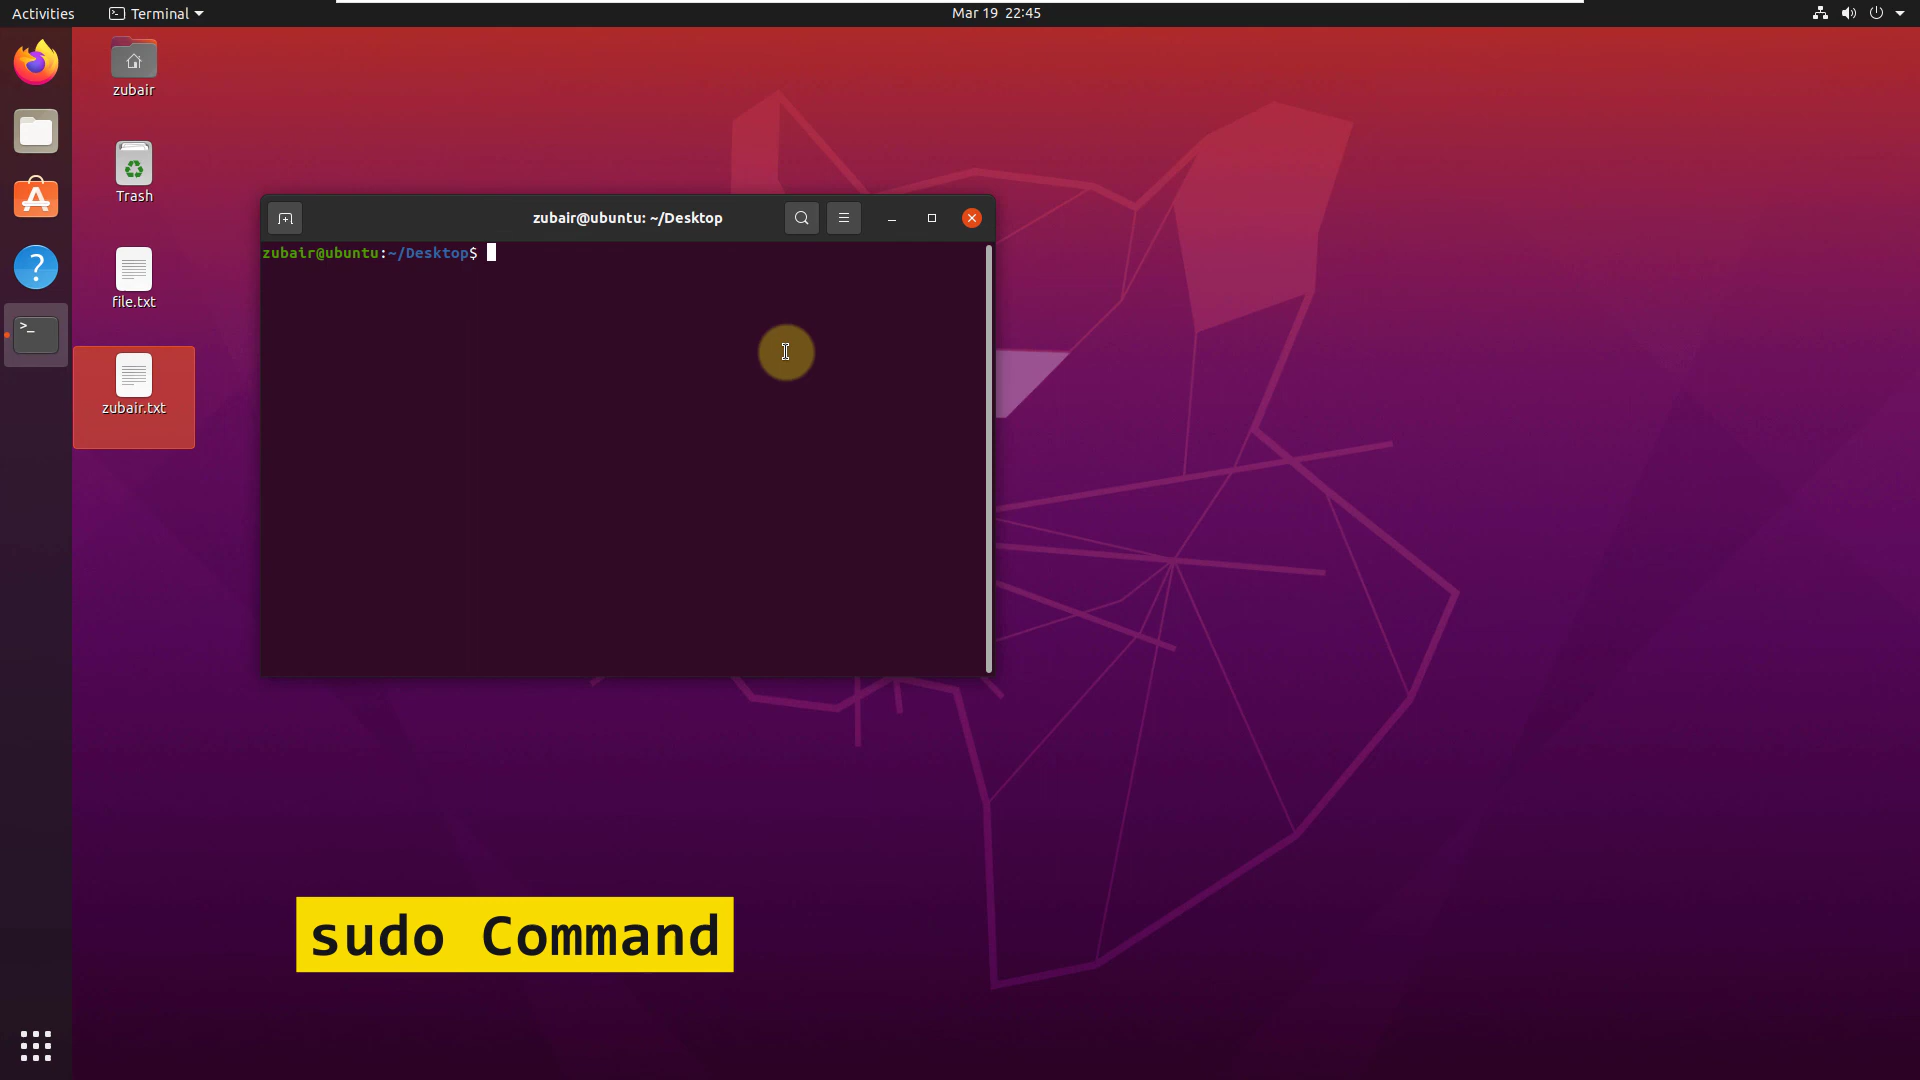 Activities
Terminal
Mar 19 22:45
zubair
Trash
file.txt
zubair.txt
zubair@ubuntu: ~/Desktop
zubair@ubuntu:~/Desktop$
sudo Command